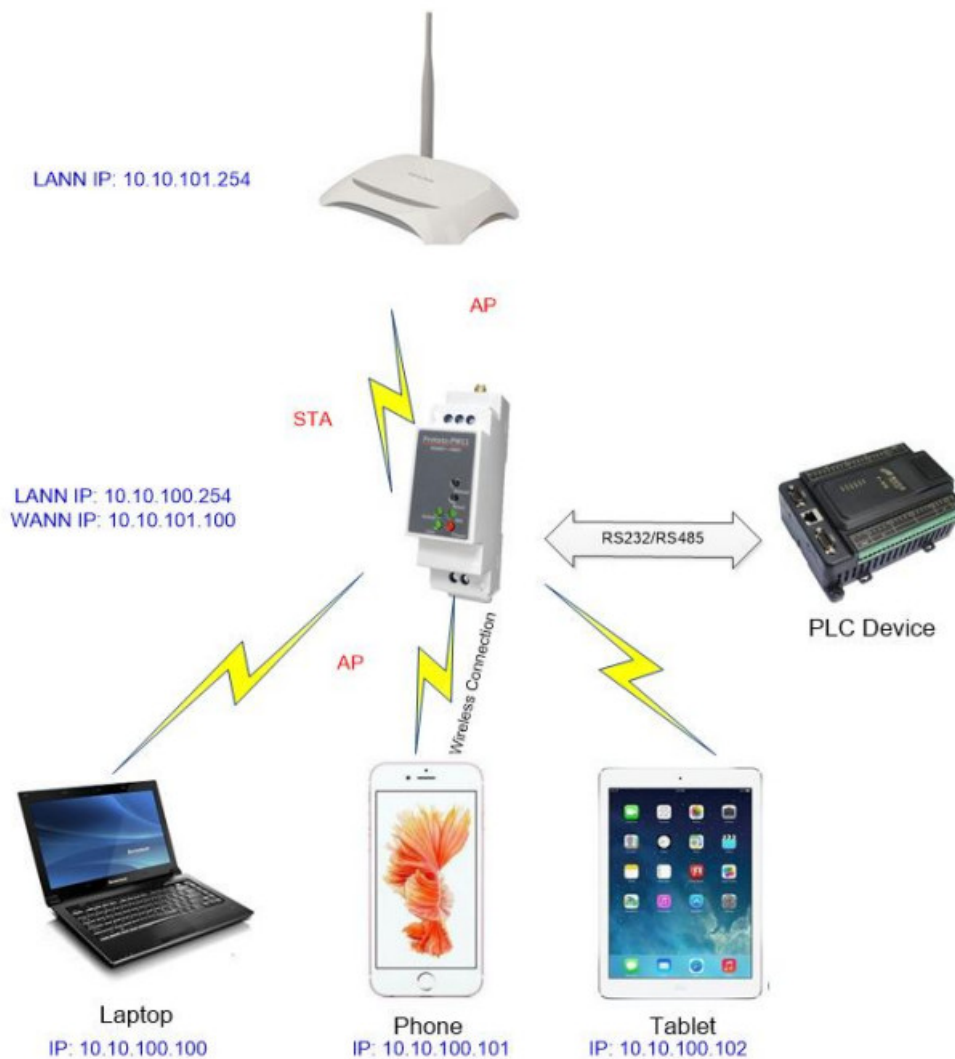 LANN IP: 10.10.101.254
AP
STA
Protoss-PW11
LANN IP: 10.10.100.254
WANN IP: 10.10.101.100
RS232/RS485
PLC Device
AP
Wireless Connection
Laptop
IP: 10.10.100.100
Phone
IP: 10.10.100.101
Tablet
IP: 10.10.100.102